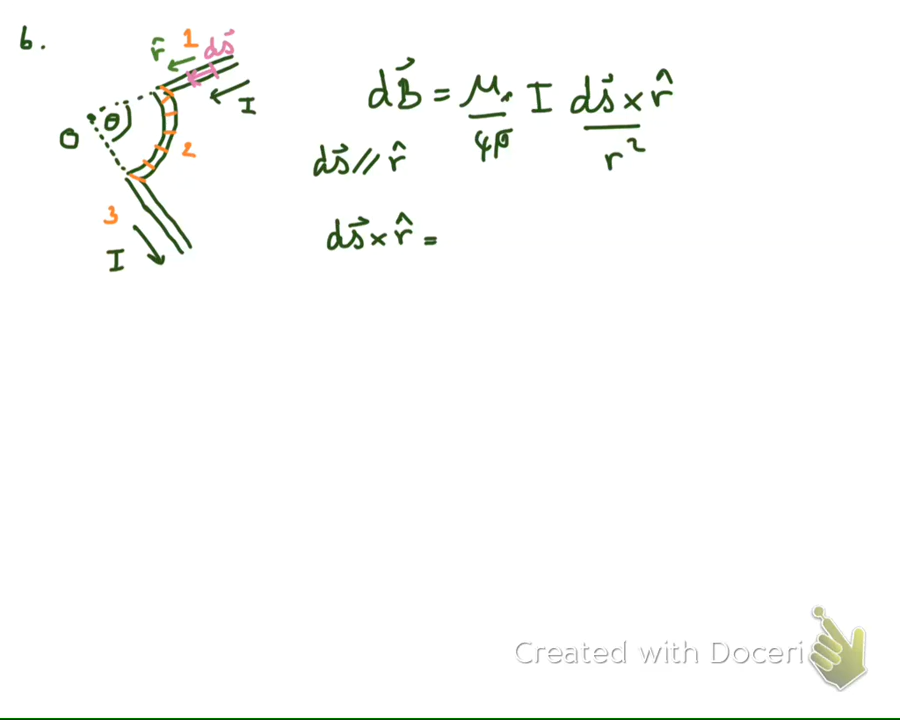 6.
r̂ 1 ds⃗
I
O θ
2
3
I
dB⃗ = μ₀/4π I ds⃗ × r̂/r²
ds⃗ // r̂
ds⃗ × r̂ =
Created with Doceri